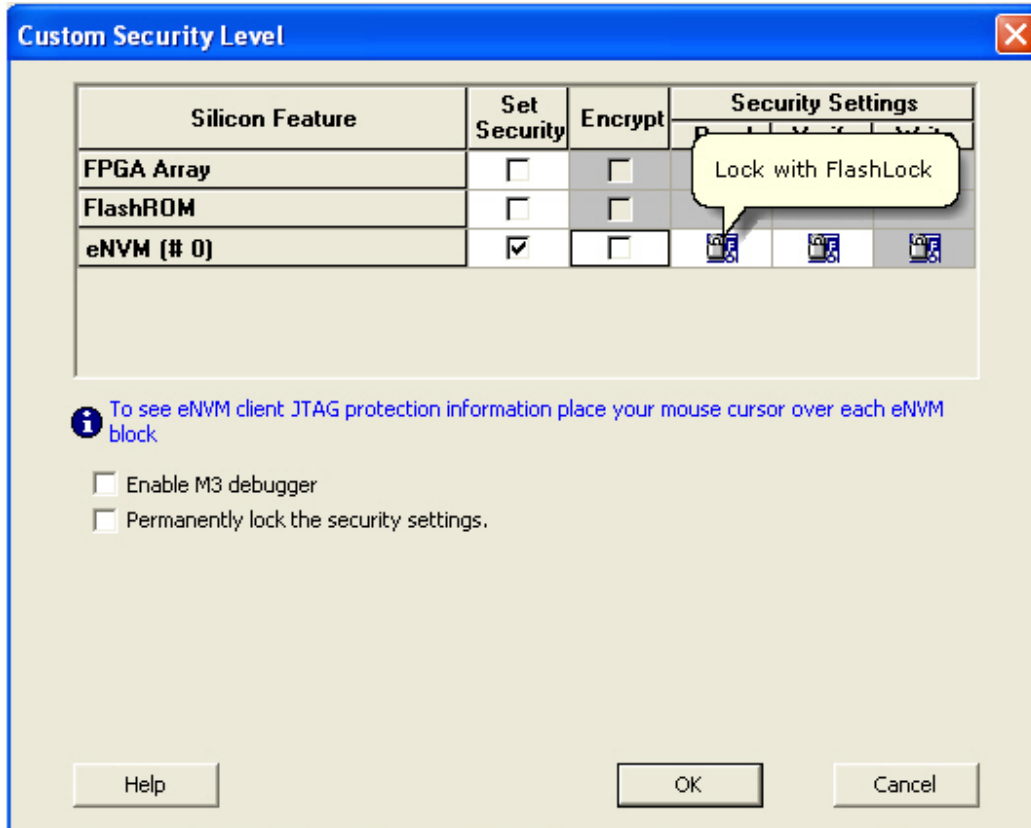 Custom Security Level
Silicon Feature
Set
Security
Encrypt
Security Settings
Lock with FlashLock
FPGA Array
FlashROM
eNVM (# 0)
To see eNVM client JTAG protection information place your mouse cursor over each eNVM
block
Enable M3 debugger
Permanently lock the security settings.
Help
OK
Cancel